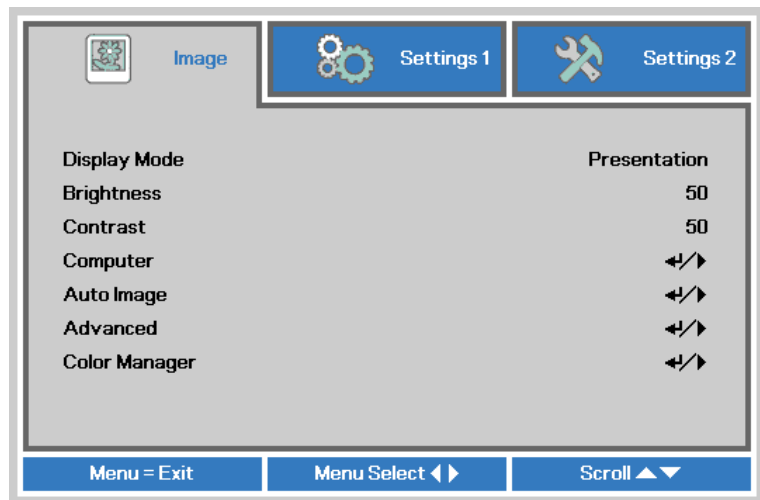 Image Settings 1 Settings 2
Display Mode Presentation
Brightness 50
Contrast 50
Computer ↵/▶
Auto Image ↵/▶
Advanced ↵/▶
Color Manager ↵/▶
Menu = Exit Menu Select ◀▶ Scroll ▲▼